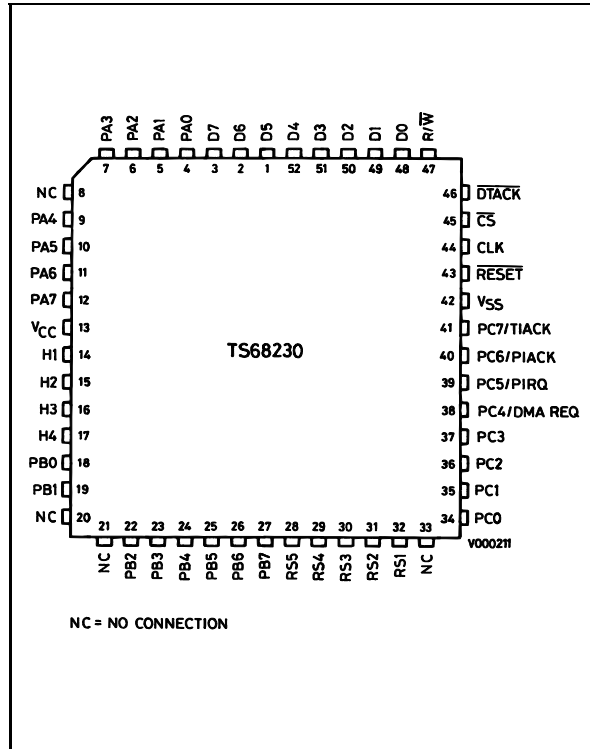 PA3 PA2 PA1 PA0 D7 D6 D5 D4 D3 D2 D1 D0 R/W̅
7 6 5 4 3 2 1 52 51 50 49 48 47
NC 8 46 D̅T̅A̅C̅K̅
PA4 9 45 C̅S̅
PA5 10 44 CLK
PA6 11 43 R̅E̅S̅E̅T̅
PA7 12 42 VSS
VCC 13 41 PC7/TIACK
TS68230
H1 14 40 PC6/PIACK
H2 15 39 PC5/PIRQ
H3 16 38 PC4/DMA REQ
H4 17 37 PC3
PB0 18 36 PC2
PB1 19 35 PC1
NC 20 34 PC0
21 22 23 24 25 26 27 28 29 30 31 32 33
NC PB2 PB3 PB4 PB5 PB6 PB7 RS5 RS4 RS3 RS2 RS1 NC
V000211
NC = NO CONNECTION